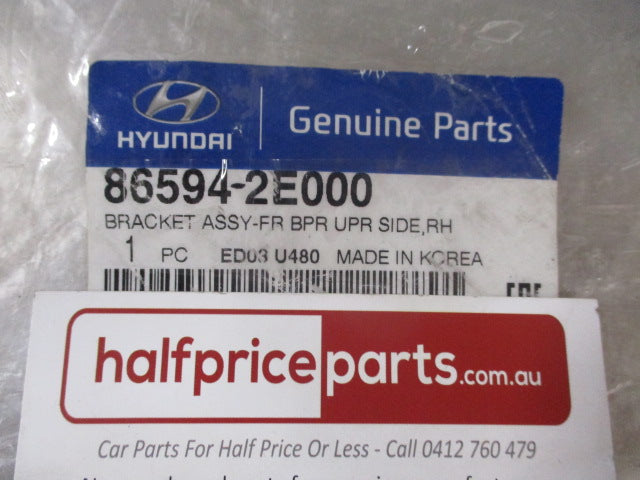 HYUNDAI
Genuine Parts
86594-2E000
BRACKET ASSY-FR BPR UPR SIDE,RH
1 PC ED03 U480 MADE IN KOREA
halfpriceparts.com.au
Car Parts For Half Price Or Less - Call 0412 760 479